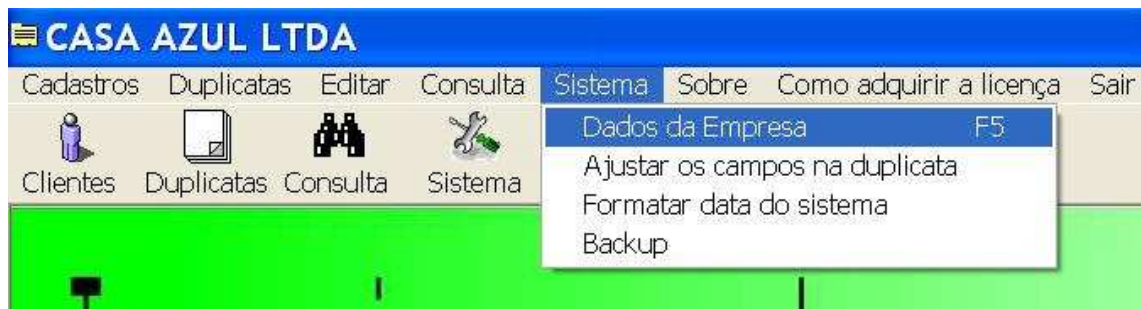 CASA AZUL LTDA
Cadastros Duplicatas Editar Consulta Sistema Sobre Como adquirir a licença Sair
Dados da Empresa F5
Ajustar os campos na duplicata
Formatar data do sistema
Backup
Clientes Duplicatas Consulta Sistema